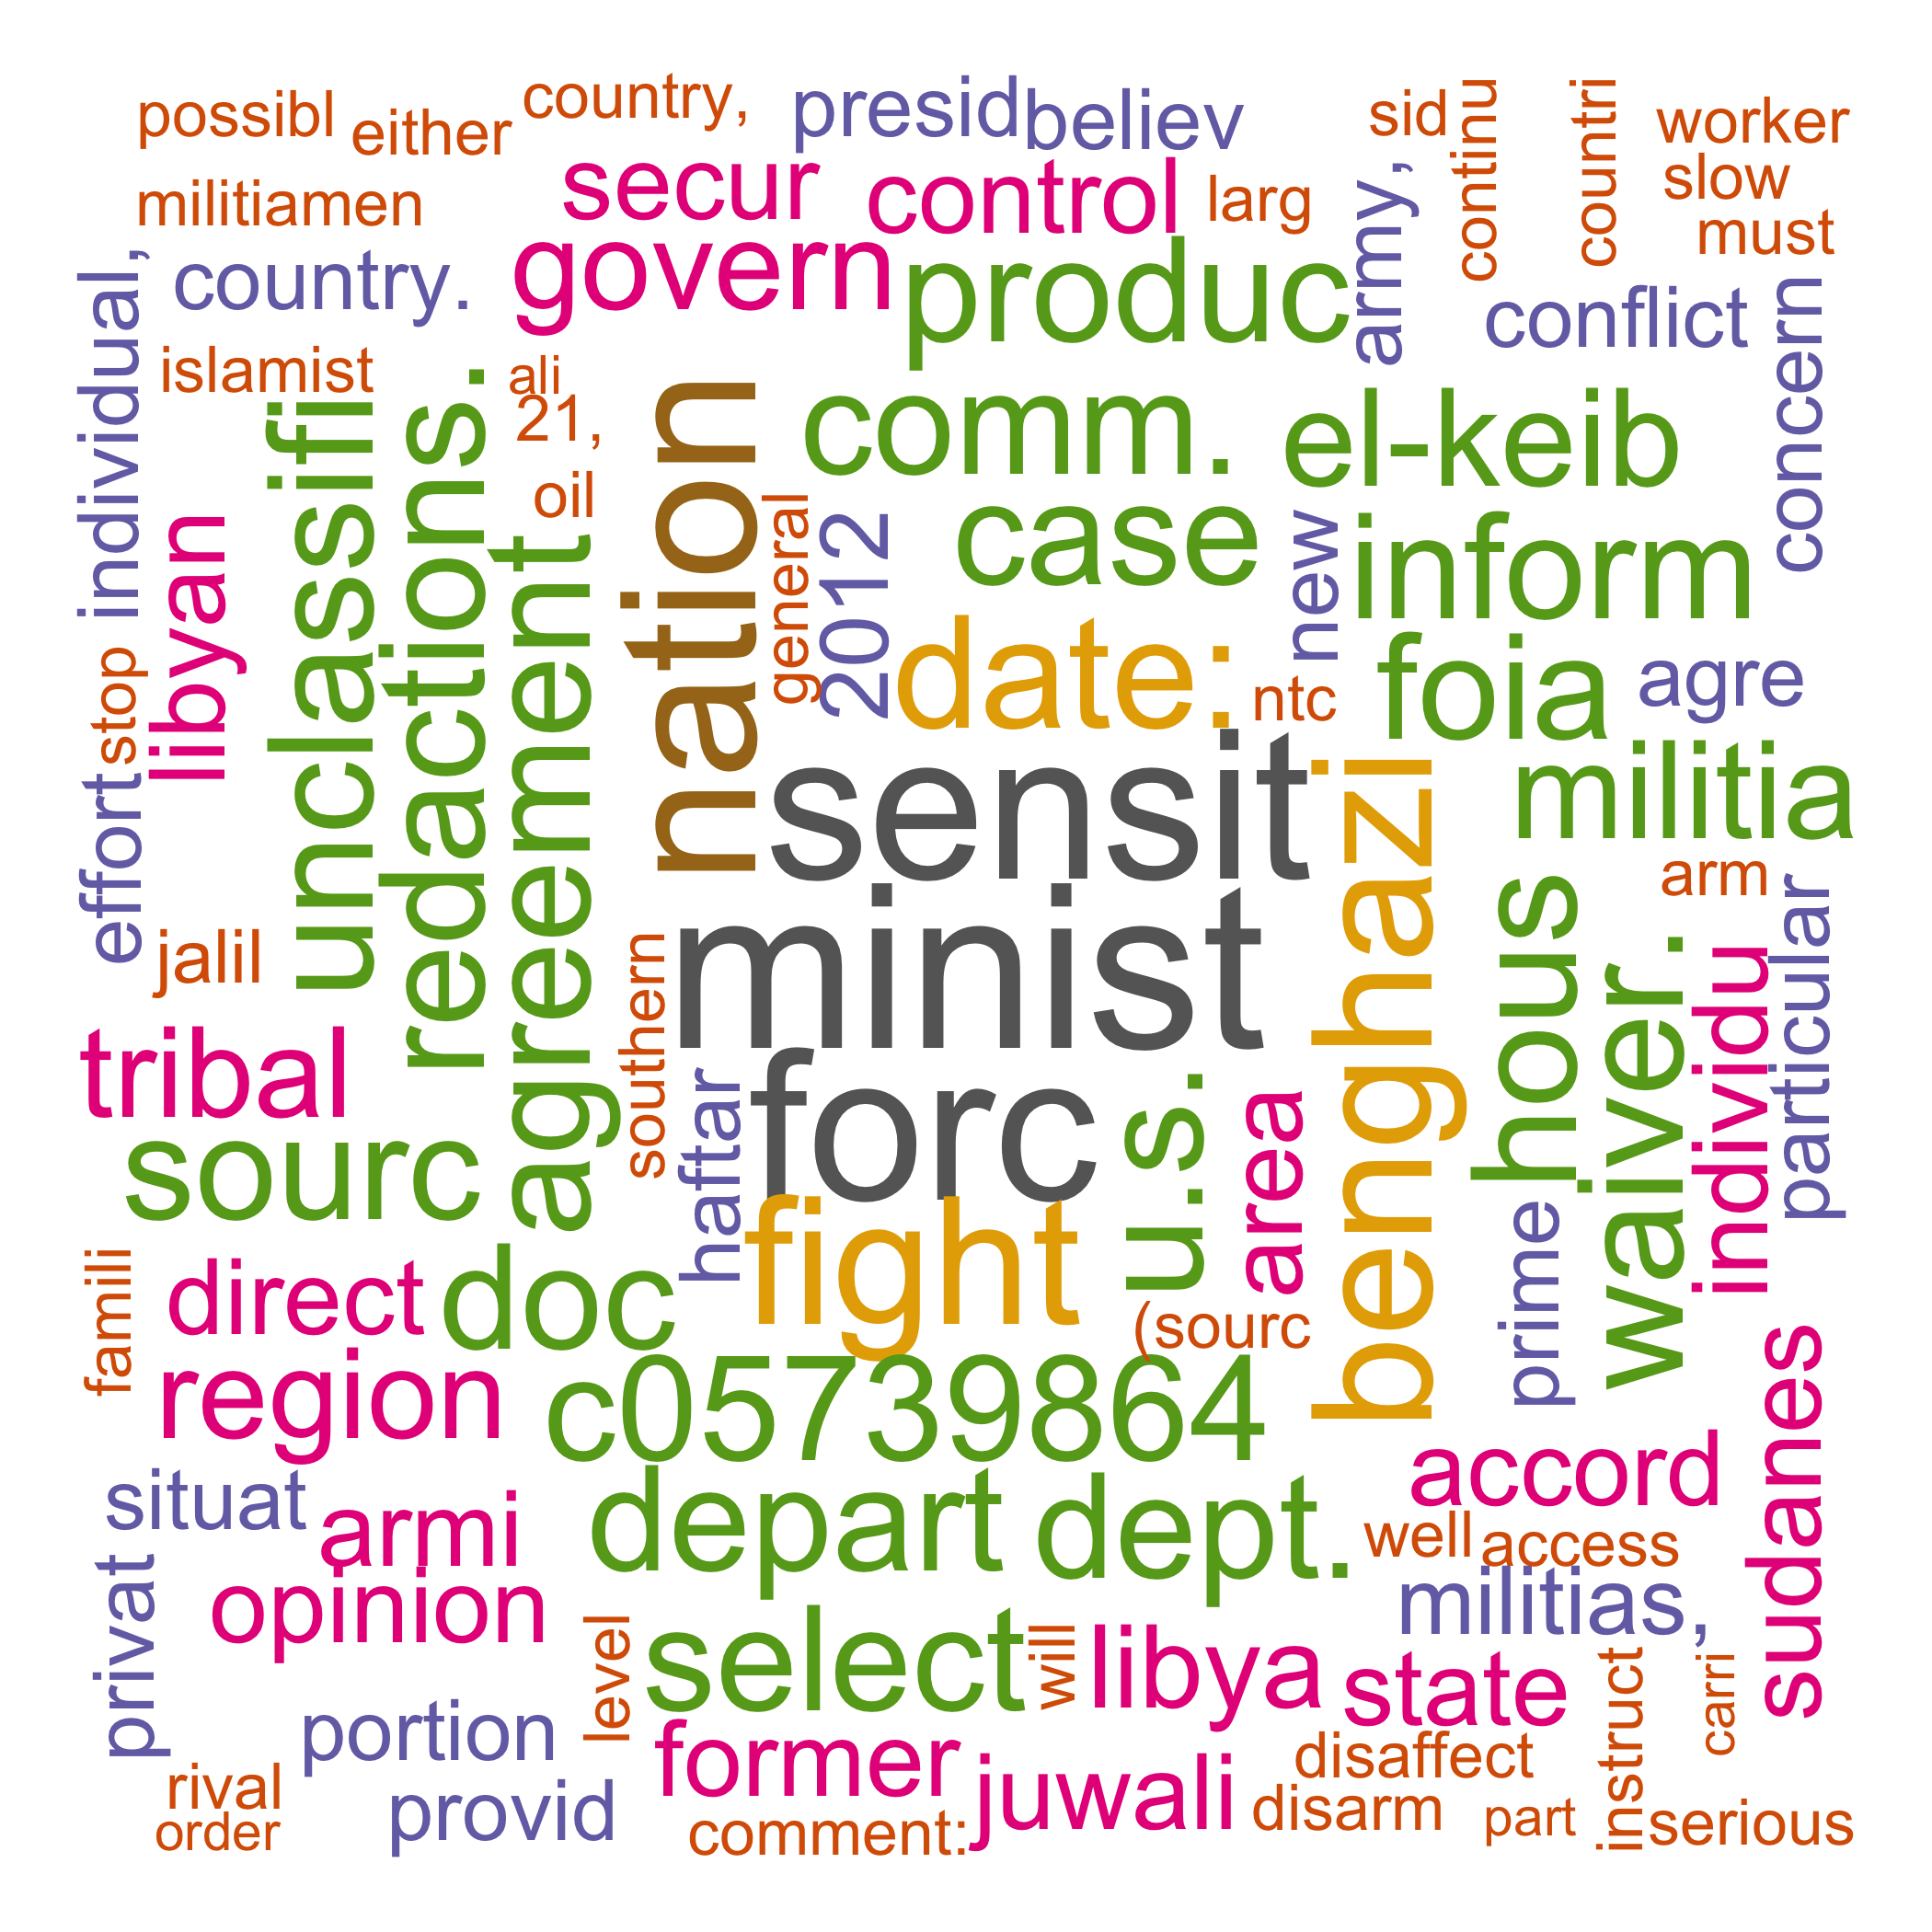 possibl
either
country,
presid
believ
sid
continu
countri
worker
slow
must
militiamen
secur
control
larg
army,
individual,
country.
govern
produc
conflict
concern
islamist
ali
21,
oil
unclassifi
redactions.
agreement
nation
general
2012
comm.
el-keib
case
inform
new
date:
ntc
foia
agre
libyan
stop
effort
sensit
minist
forc
benghazi
militia
arm
hous
waiver.
individu
particular
jalil
tribal
sourc
southern
haftar
fight
u.s.
area
(sourc
prime
famili
direct
doc
region
c05739864
sudanes
situat
armi
depart
dept.
accord
well
access
privat
opinion
militias,
level
select
will
libya
state
instruct
carri
portion
rival
order
provid
former
comment:
juwali
disaffect
disarm
part
serious